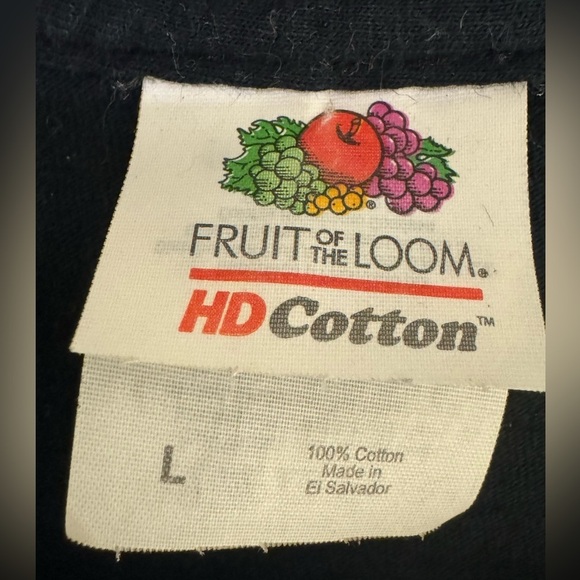 ®
FRUIT OF THE LOOM®
HD Cotton™
L
100% Cotton
Made in
El Salvador